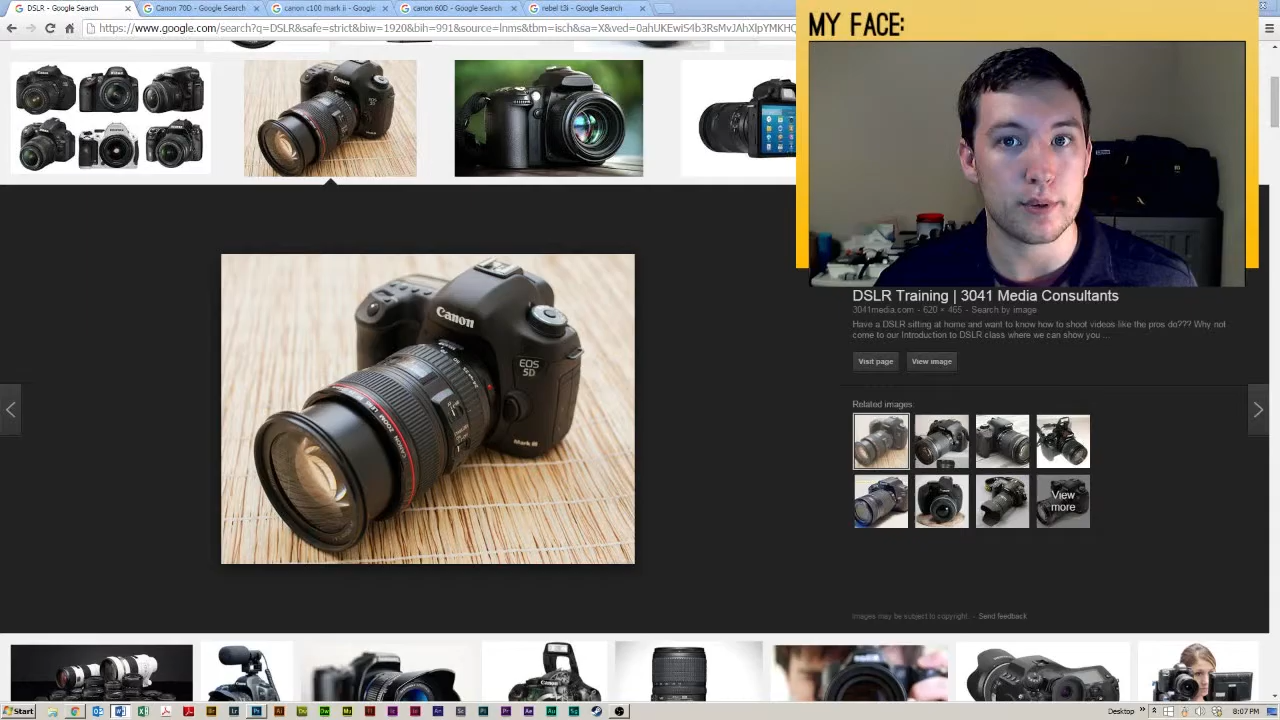 DSLR - Google Search
Canon 70D - Google Search
canon c100 mark ii - Google
canon 60D - Google Search
rebel t3i - Google Search
https://www.google.com/search?q=DSLR&safe=strict&biw=1920&bih=991&source=lnms&tbm=isch&sa=X&ved=0ahUKEwi54b3RsMvJAhXlpYMKHQ
MY FACE:
Canon
EOS
5D
Mark III
DSLR Training | 3041 Media Consultants
3041media.com - 620 × 465 - Search by image
Have a DSLR sitting at home and want to know how to shoot videos like the pros do??? Why not
come to our Introduction to DSLR class where we can show you ...
Visit page
View image
Related images:
View
more
Images may be subject to copyright. - Send feedback
Start
Desktop
8:07 PM